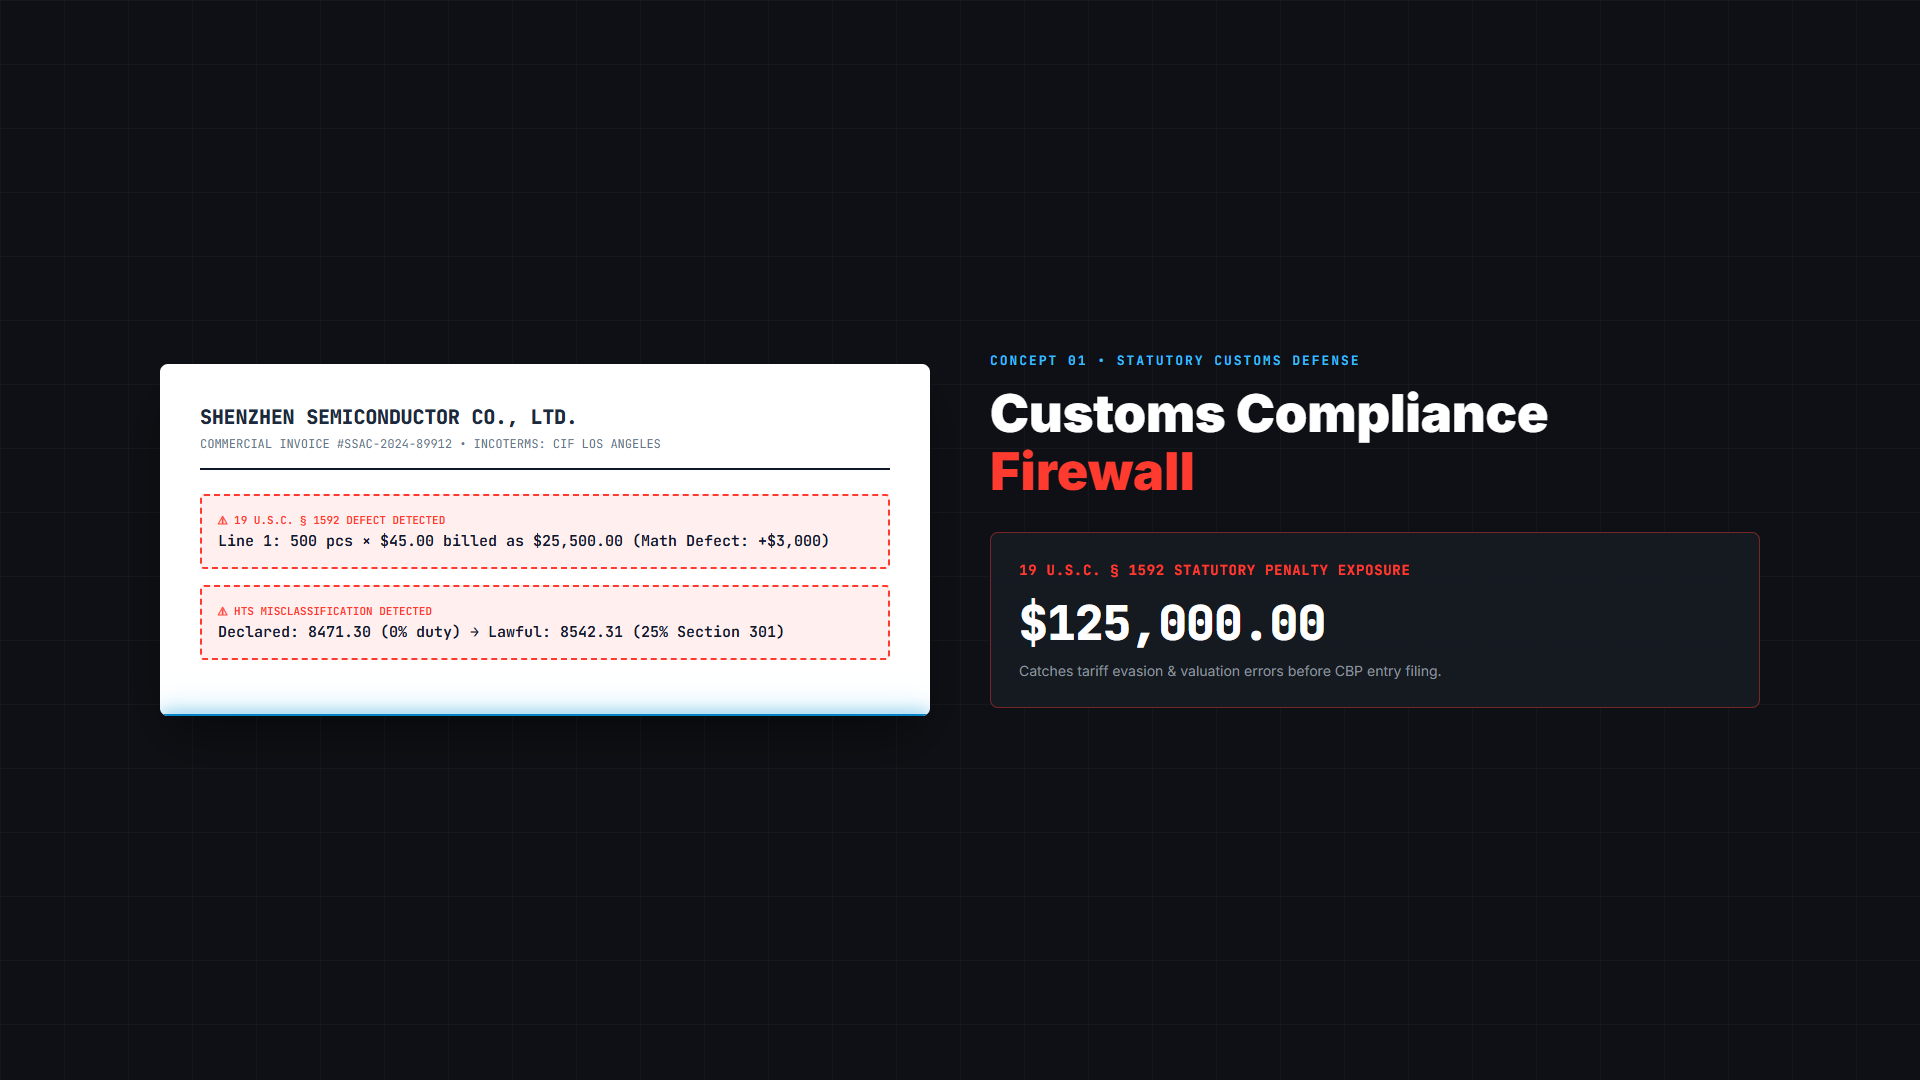 SHENZHEN SEMICONDUCTOR CO., LTD.
COMMERCIAL INVOICE #SSAC-2024-89912 • INCOTERMS: CIF LOS ANGELES
⚠ 19 U.S.C. § 1592 DEFECT DETECTED
Line 1: 500 pcs × $45.00 billed as $25,500.00 (Math Defect: +$3,000)
⚠ HTS MISCLASSIFICATION DETECTED
Declared: 8471.30 (0% duty) → Lawful: 8542.31 (25% Section 301)
CONCEPT 01 • STATUTORY CUSTOMS DEFENSE
Customs Compliance
Firewall
19 U.S.C. § 1592 STATUTORY PENALTY EXPOSURE
$125,000.00
Catches tariff evasion & valuation errors before CBP entry filing.